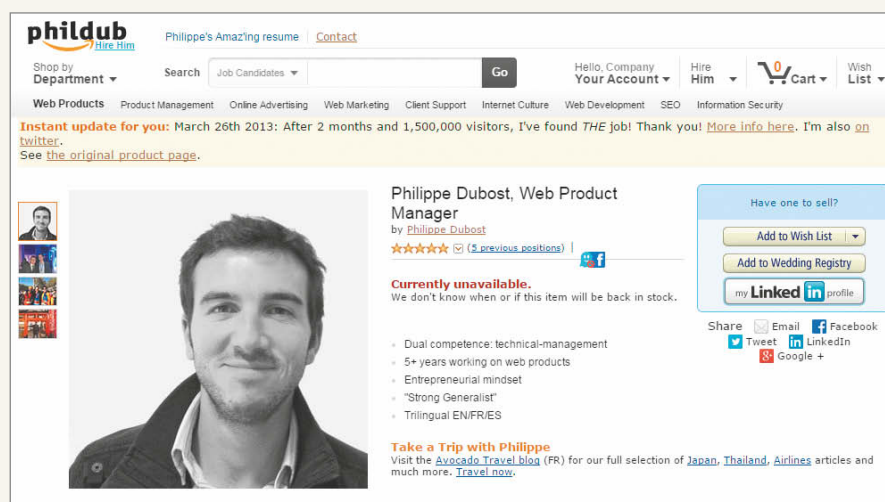 phildub
Hire Him
Philippe's Amaz'ing resume | Contact
Shop by
Department
Search Job Candidates Go
Hello, Company
Your Account
Hire
Him
0
Cart
Wish
List
Web Products Product Management Online Advertising Web Marketing Client Support Internet Culture Web Development SEO Information Security
Instant update for you: March 26th 2013: After 2 months and 1,500,000 visitors, I've found THE job! Thank you! More info here. I'm also on
twitter.
See the original product page.
Philippe Dubost, Web Product
Manager
by Philippe Dubost
(5 previous positions) |
Currently unavailable.
We don't know when or if this item will be back in stock.
Dual competence: technical-management
5+ years working on web products
Entrepreneurial mindset
"Strong Generalist"
Trilingual EN/FR/ES
Take a Trip with Philippe
Visit the Avocado Travel blog (FR) for our full selection of Japan, Thailand, Airlines articles and
much more. Travel now.
Have one to sell?
Add to Wish List
Add to Wedding Registry
my Linked in profile
Share Email Facebook
Tweet LinkedIn
Google +